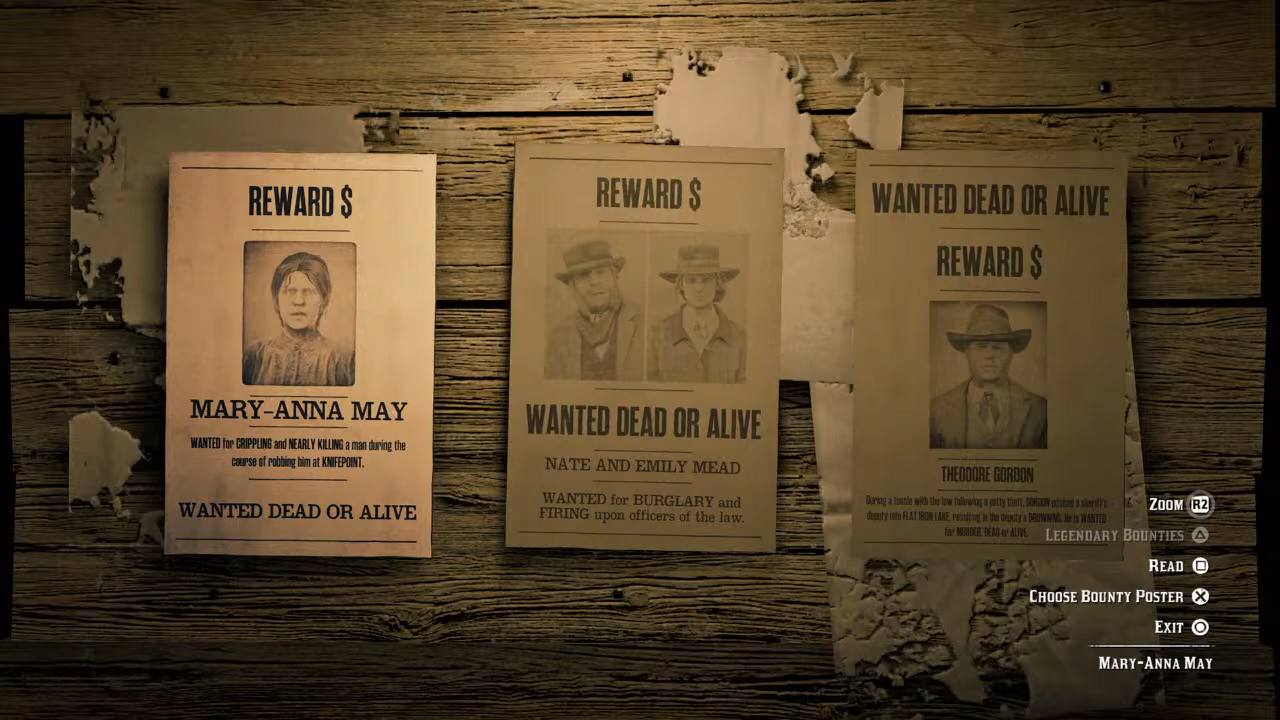 REWARD $
MARY-ANNA MAY
WANTED for CRIPPLING and NEARLY KILLING a man during the
course of robbing him at KNIFEPOINT.
WANTED DEAD OR ALIVE
REWARD $
WANTED DEAD OR ALIVE
NATE AND EMILY MEAD
WANTED for BURGLARY and
FIRING upon officers of the law.
WANTED DEAD OR ALIVE
REWARD $
THEODORE GORDON
During a tussle with the law following a petty theft, GORDON pushed a sheriff's
deputy into FLAT IRON LAKE, resulting in the deputy's DROWNING. He is WANTED
for MURDER, DEAD or ALIVE.
ZOOM R2
LEGENDARY BOUNTIES
READ
CHOOSE BOUNTY POSTER
EXIT
MARY-ANNA MAY